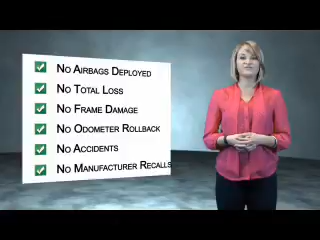 No Airbags Deployed
No Total Loss
No Frame Damage
No Odometer Rollback
No Accidents
No Manufacturer Recalls